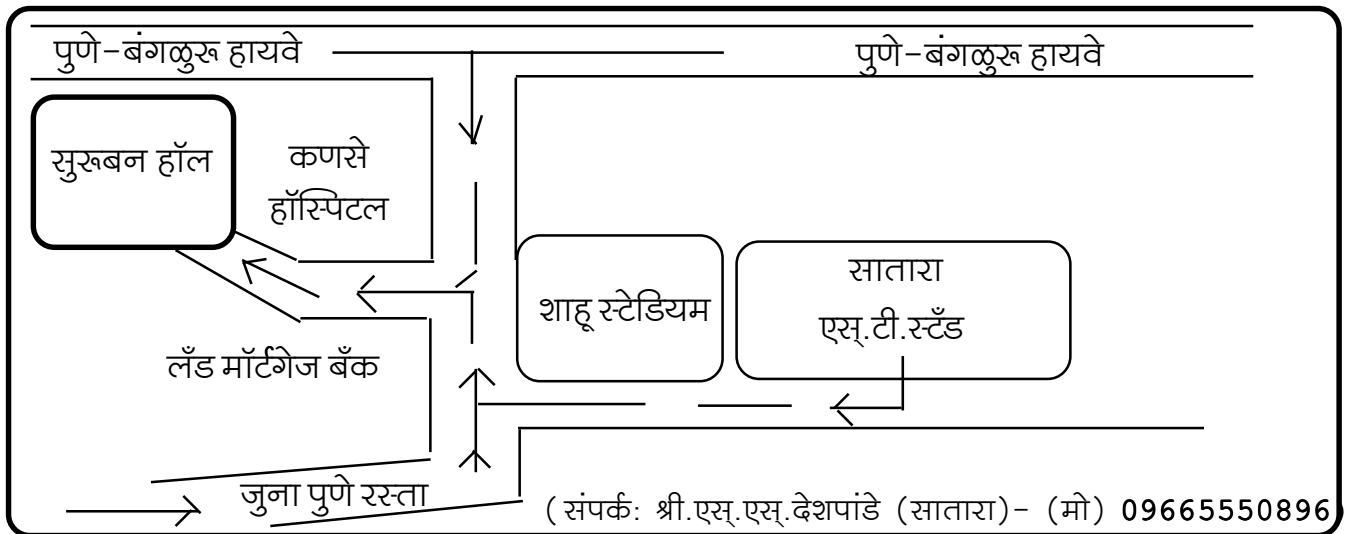 पुणे-बंगळुरू हायवे
पुणे-बंगळुरू हायवे
सुरूबन हॉल
कणसे
हॉस्पिटल
शाहू स्टेडियम
सातारा
एस्.टी.स्टँड
लँड मॉर्टगेज बँक
जुना पुणे रस्ता
(संपर्क: श्री.एस्.एस्.देशपांडे (सातारा)- (मो) 09665550896)